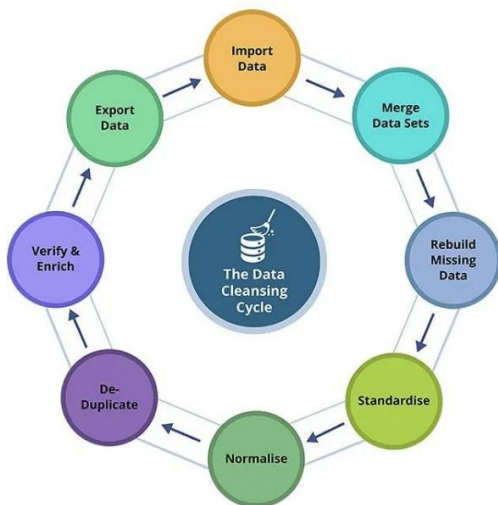 Import
Data
Merge
Data Sets
Rebuild
Missing
Data
Standardise
Normalise
De-
Duplicate
Verify &
Enrich
Export
Data
The Data
Cleansing
Cycle